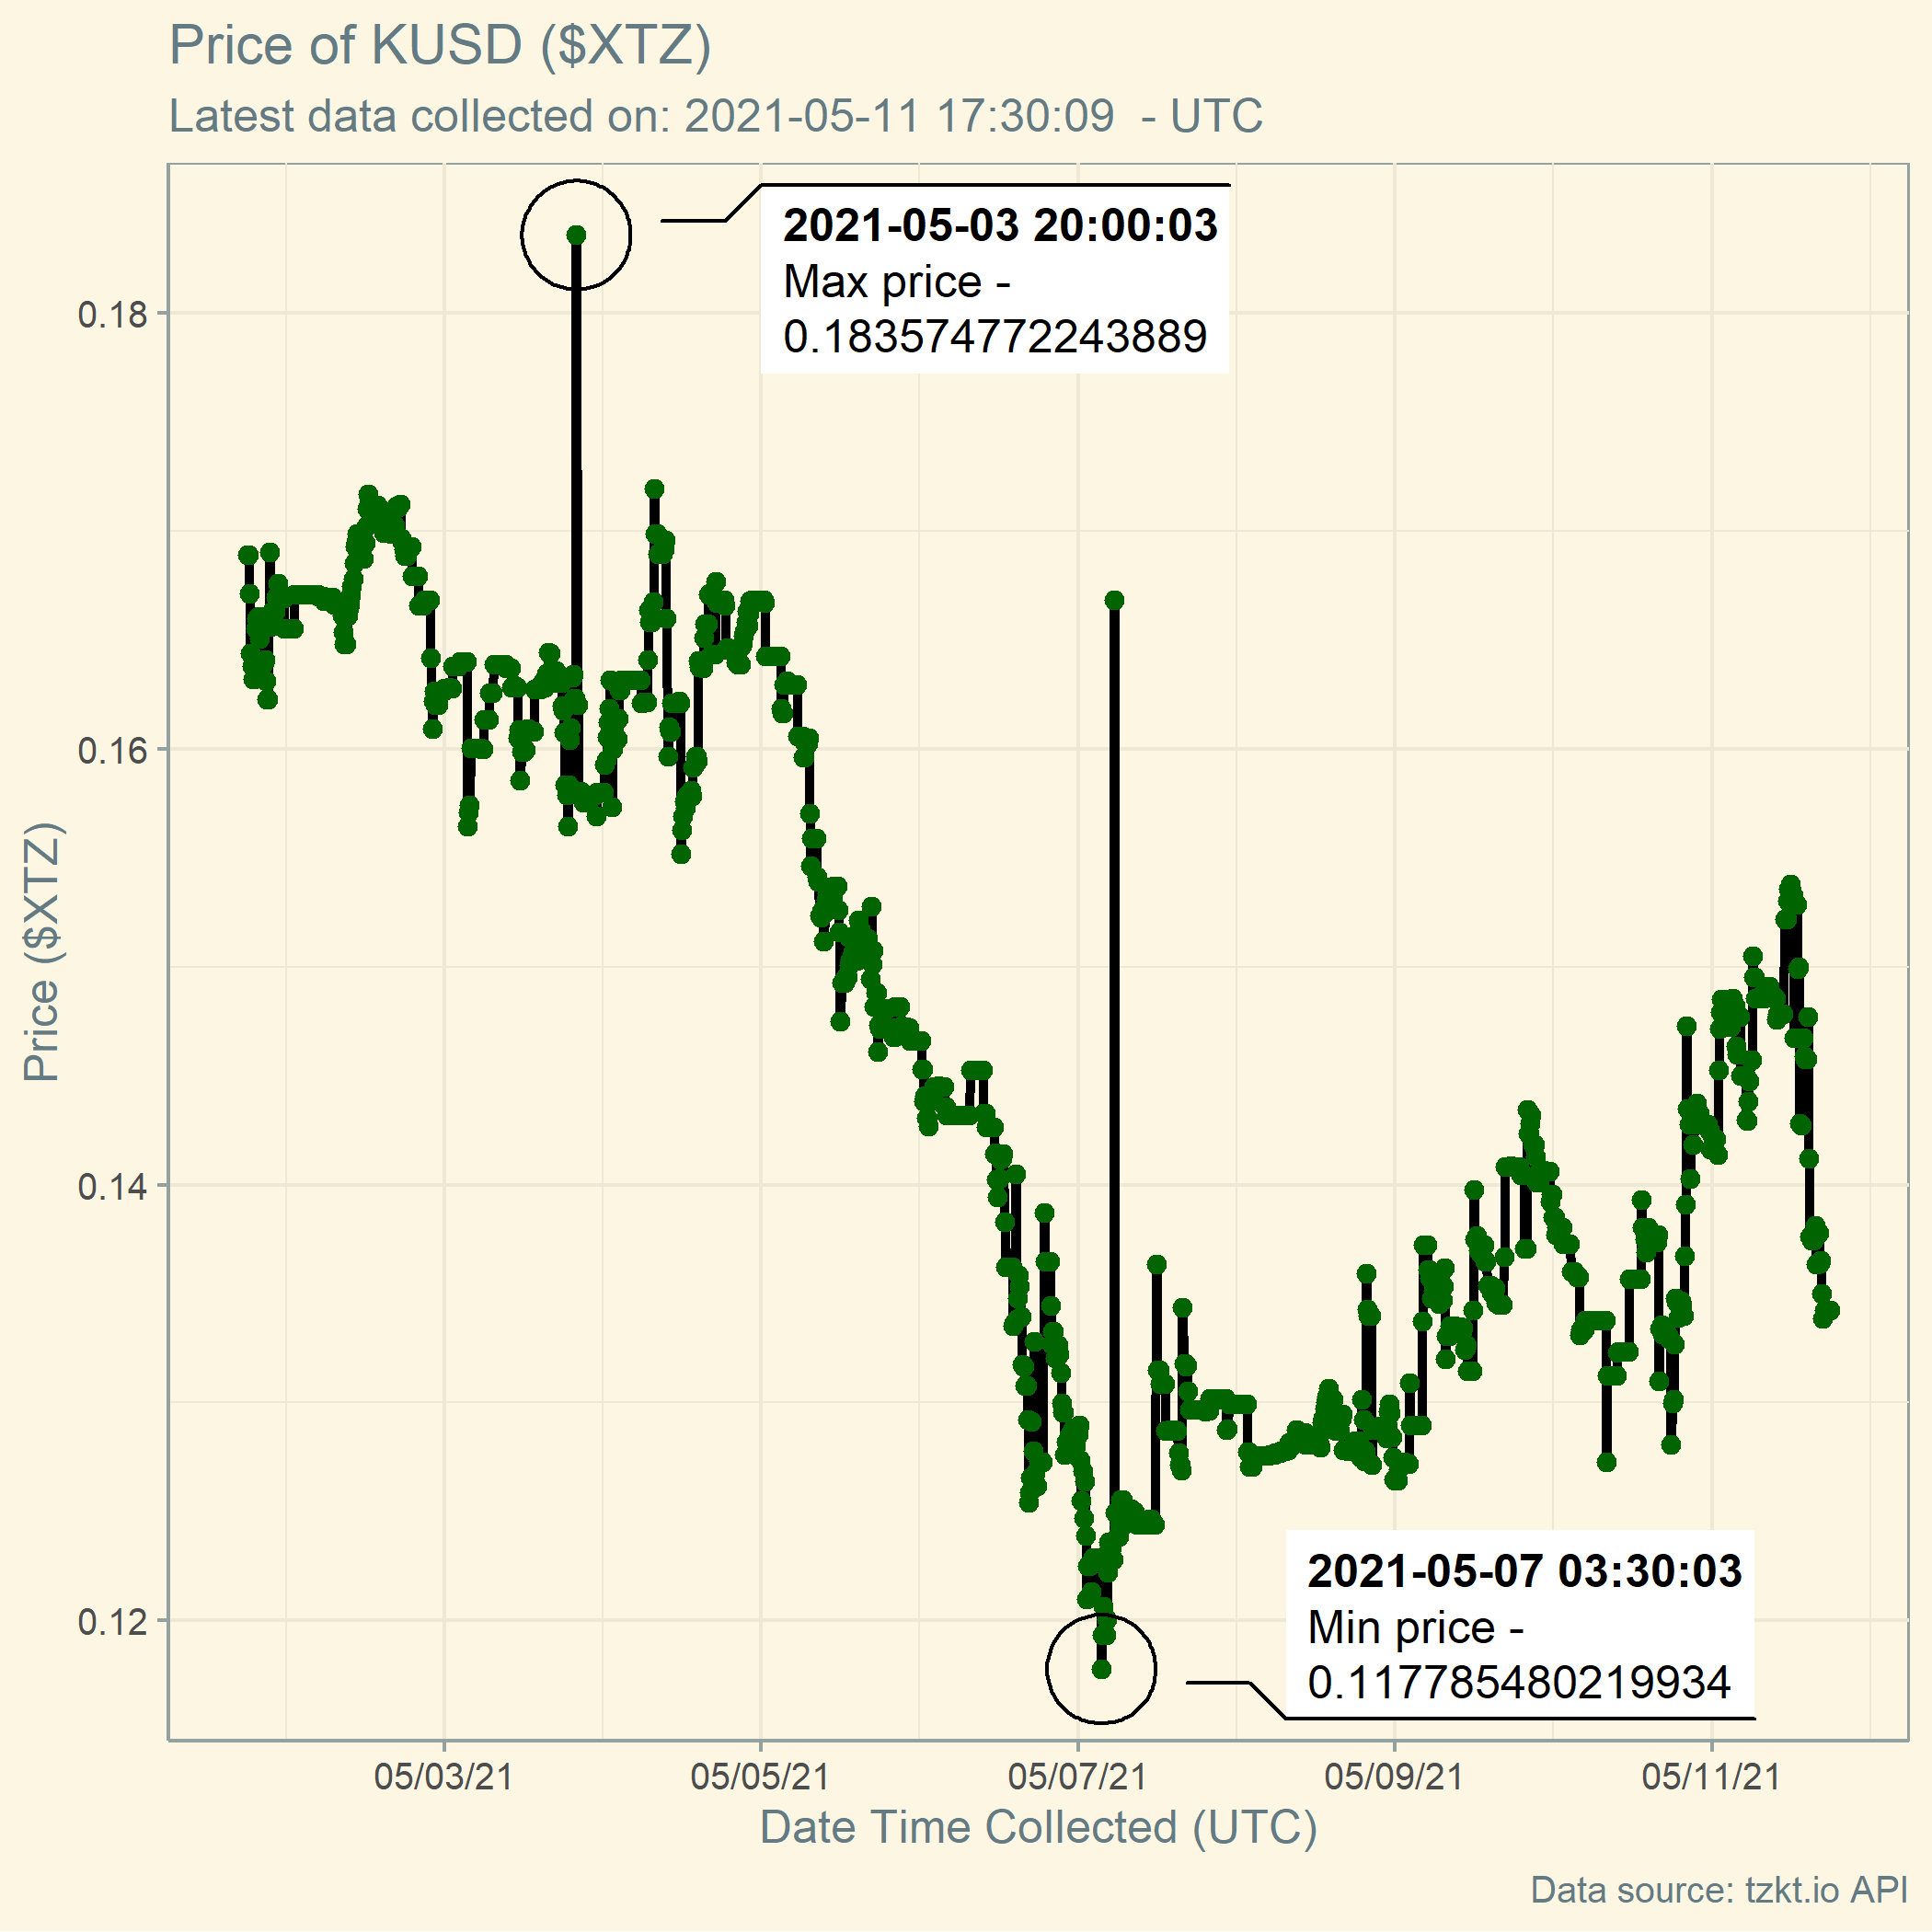 Price of KUSD ($XTZ)
Latest data collected on: 2021-05-11 17:30:09  - UTC
2021-05-03 20:00:03
Max price -
0.183574772243889
0.18
0.16
0.14
0.12
Price ($XTZ)
2021-05-07 03:30:03
Min price -
0.117785480219934
05/03/21
05/05/21
05/07/21
05/09/21
05/11/21
Date Time Collected (UTC)
Data source: tzkt.io API